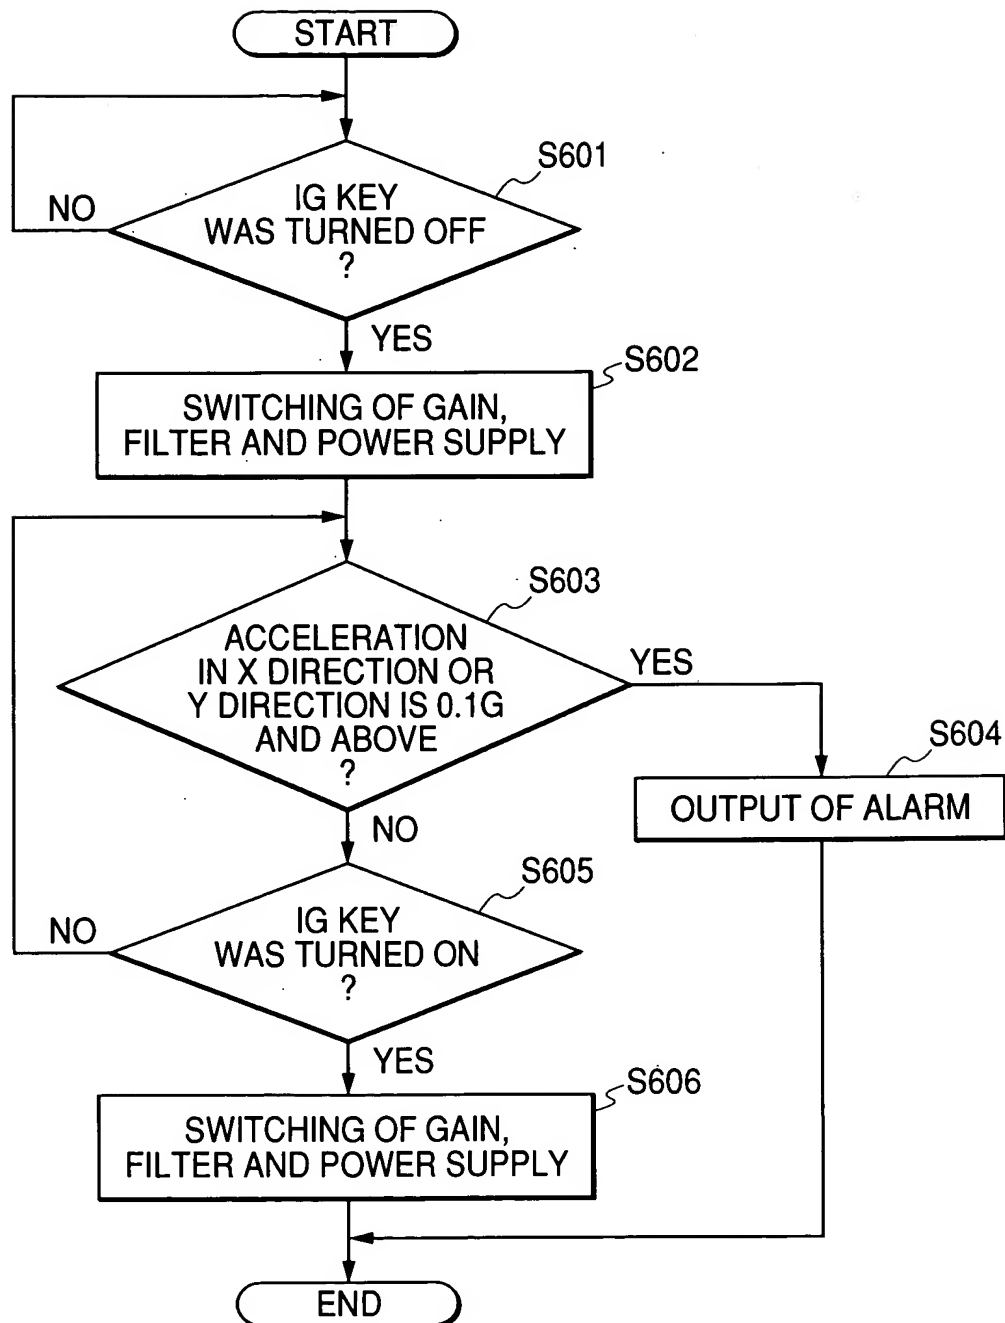 START
S601
IG KEY
WAS TURNED OFF
?
NO
YES
S602
SWITCHING OF GAIN,
FILTER AND POWER SUPPLY
S603
ACCELERATION
IN X DIRECTION OR
Y DIRECTION IS 0.1G
AND ABOVE
?
YES
S604
OUTPUT OF ALARM
NO
S605
IG KEY
WAS TURNED ON
?
NO
YES
S606
SWITCHING OF GAIN,
FILTER AND POWER SUPPLY
END